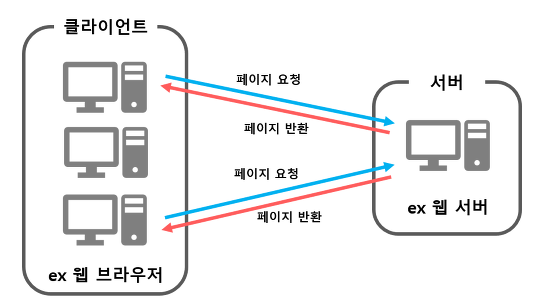 클라이언트
서버
페이지 요청
페이지 반환
페이지 요청
페이지 반환
ex 웹 브라우저
ex 웹 서버